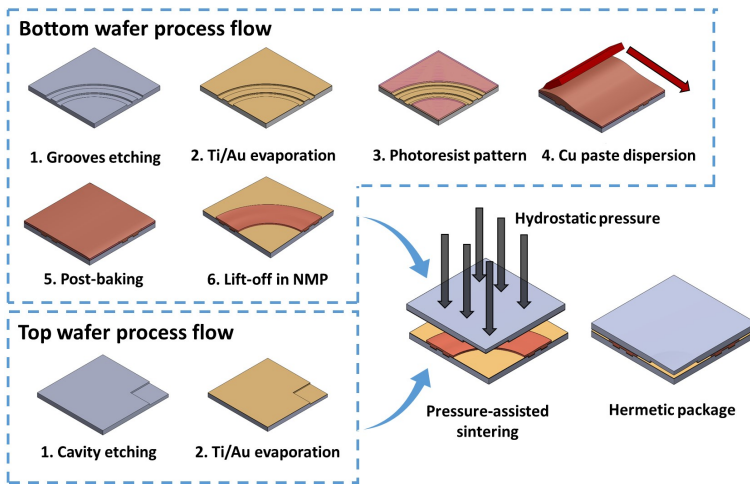 Bottom wafer process flow
1. Grooves etching
2. Ti/Au evaporation
3. Photoresist pattern
4. Cu paste dispersion
5. Post-baking
6. Lift-off in NMP
Hydrostatic pressure
Top wafer process flow
1. Cavity etching
2. Ti/Au evaporation
Pressure-assisted
sintering
Hermetic package